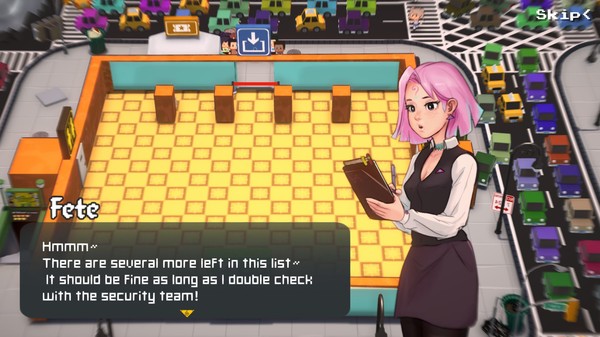 Skip<
Fete
Hmmm~
There are several more left in this list~
It should be fine as long as I double check
with the security team!